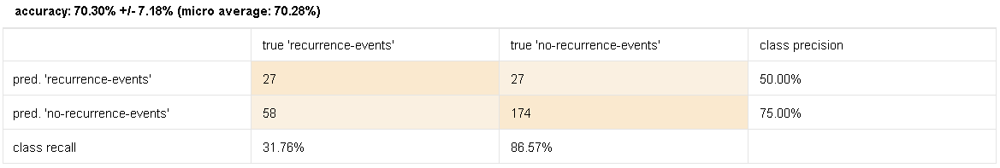 accuracy: 70.30% +/- 7.18% (micro average: 70.28%)
true 'recurrence-events' true 'no-recurrence-events' class precision
pred. 'recurrence-events' 27 27 50.00%
pred. 'no-recurrence-events' 58 174 75.00%
class recall 31.76% 86.57%